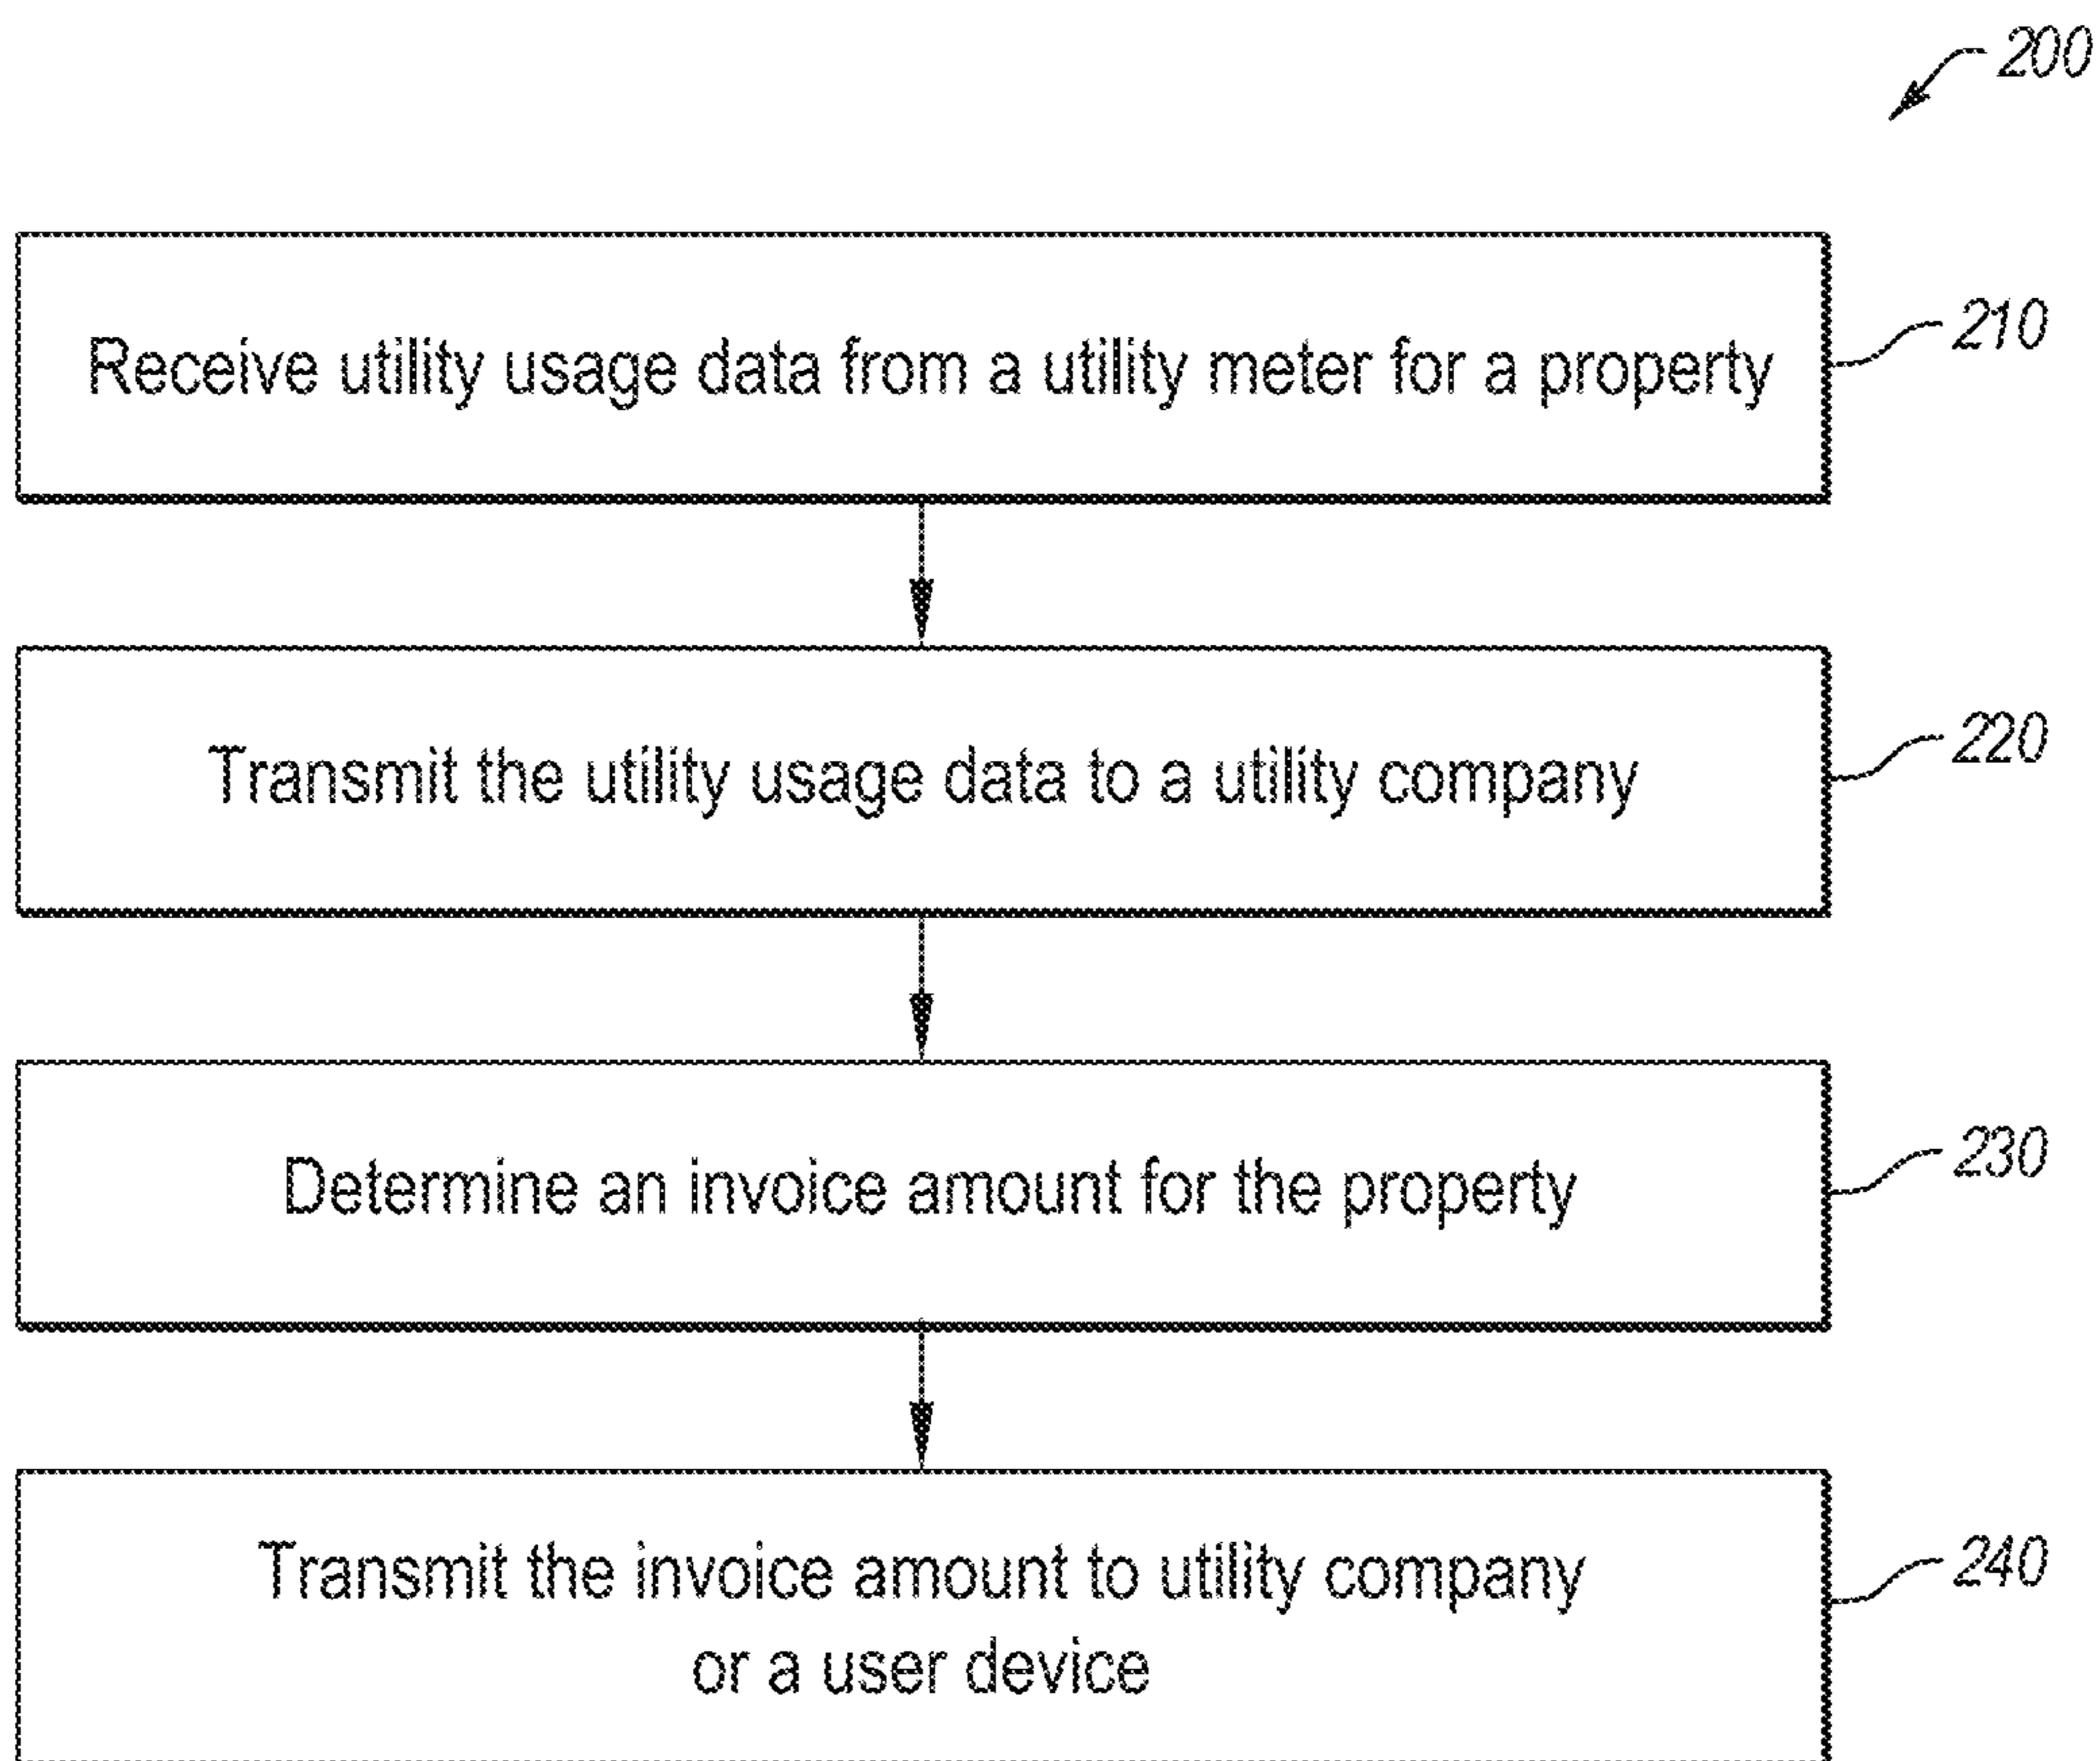 200
Receive utility usage data from a utility meter for a property
210
Transmit the utility usage data to a utility company
220
Determine an invoice amount for the property
230
Transmit the invoice amount to utility company
or a user device
240